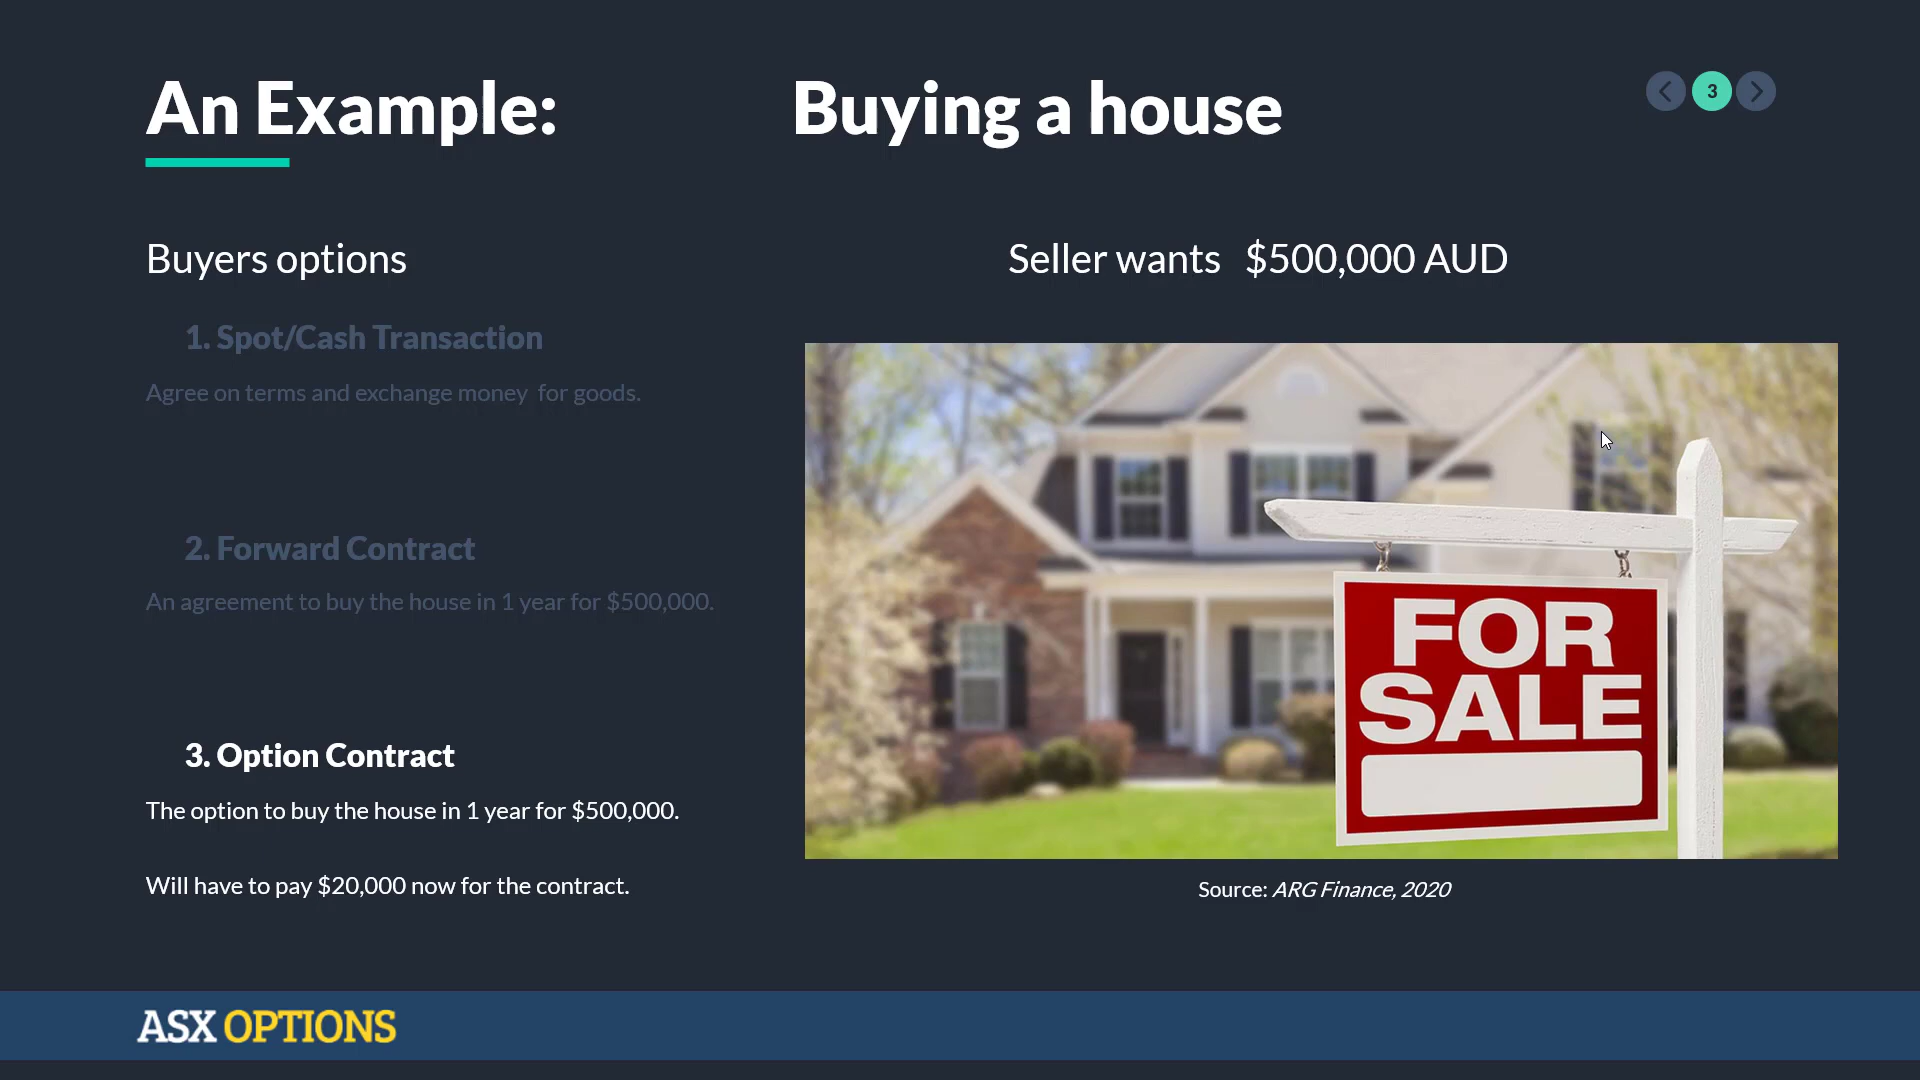 An Example:
Buying a house
3
Buyers options
Seller wants $500,000 AUD
1. Spot/Cash Transaction
Agree on terms and exchange money for goods.
2. Forward Contract
An agreement to buy the house in 1 year for $500,000.
3. Option Contract
The option to buy the house in 1 year for $500,000.
Will have to pay $20,000 now for the contract.
FOR
SALE
Source: ARG Finance, 2020
ASX OPTIONS